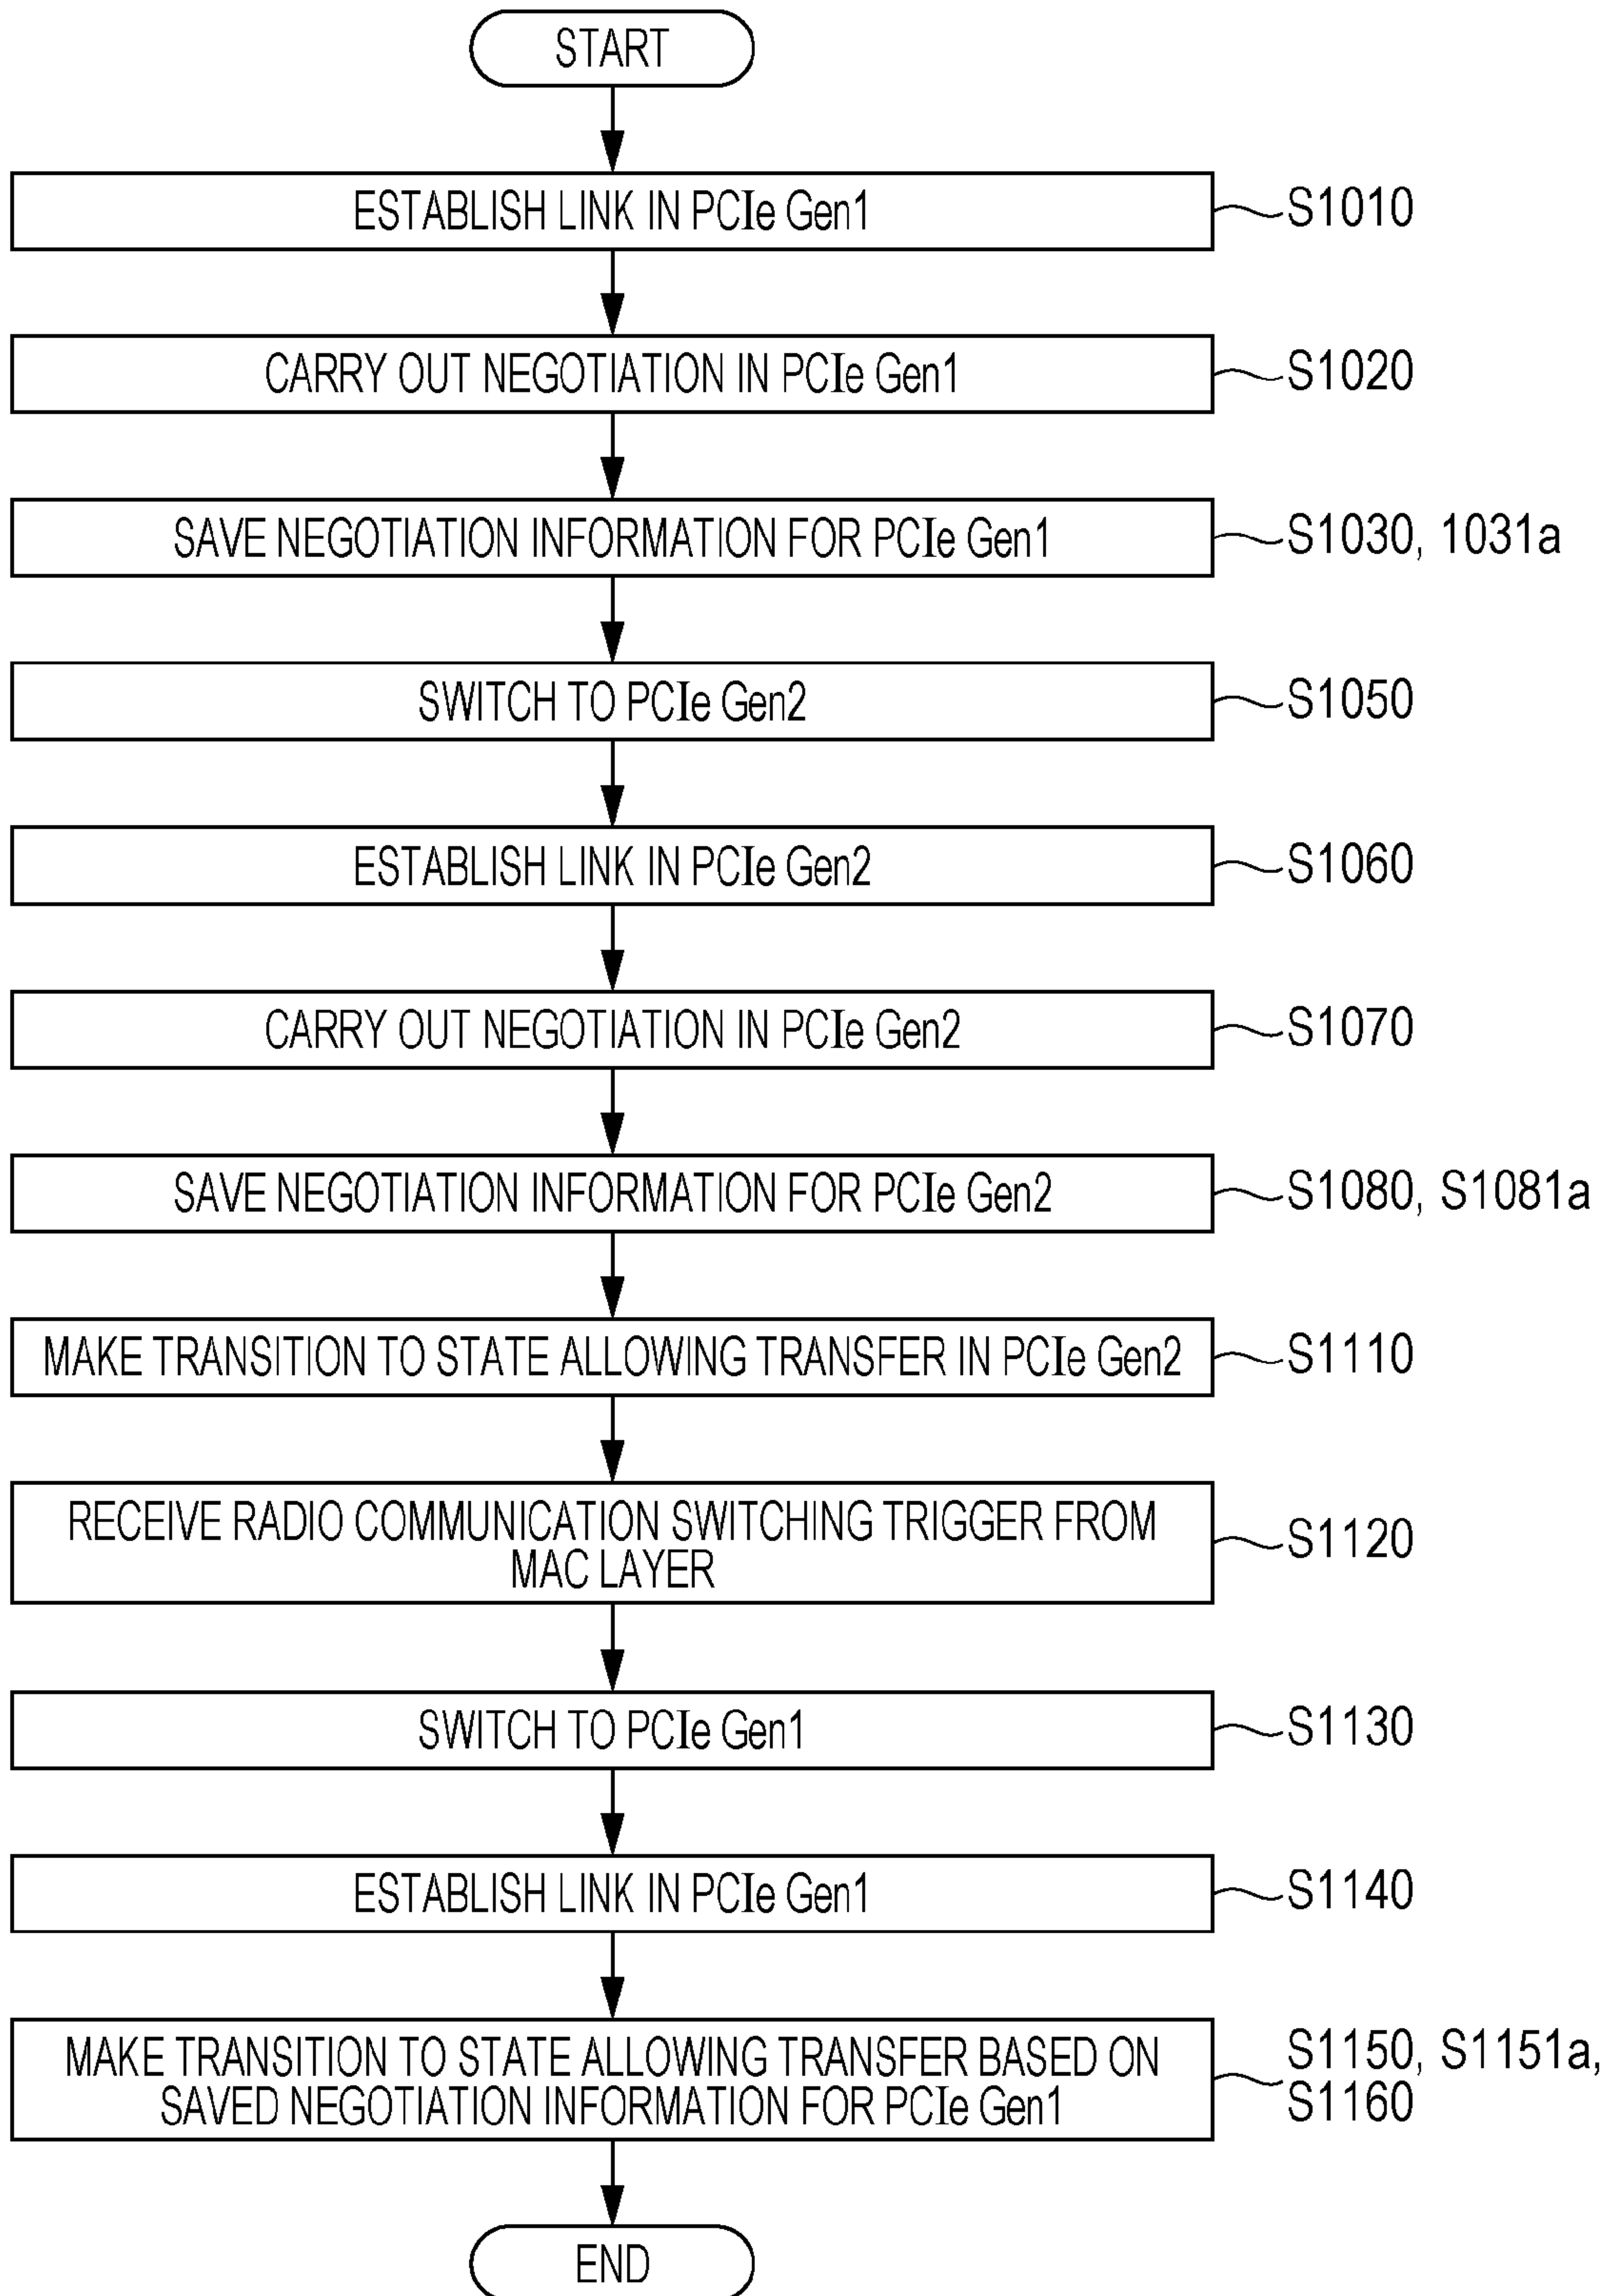 START
ESTABLISH LINK IN PCIe Gen1
S1010
CARRY OUT NEGOTIATION IN PCIe Gen1
S1020
SAVE NEGOTIATION INFORMATION FOR PCIe Gen1
S1030, 1031a
SWITCH TO PCIe Gen2
S1050
ESTABLISH LINK IN PCIe Gen2
S1060
CARRY OUT NEGOTIATION IN PCIe Gen2
S1070
SAVE NEGOTIATION INFORMATION FOR PCIe Gen2
S1080, S1081a
MAKE TRANSITION TO STATE ALLOWING TRANSFER IN PCIe Gen2
S1110
RECEIVE RADIO COMMUNICATION SWITCHING TRIGGER FROM
MAC LAYER
S1120
SWITCH TO PCIe Gen1
S1130
ESTABLISH LINK IN PCIe Gen1
S1140
MAKE TRANSITION TO STATE ALLOWING TRANSFER BASED ON
SAVED NEGOTIATION INFORMATION FOR PCIe Gen1
S1150, S1151a,
S1160
END